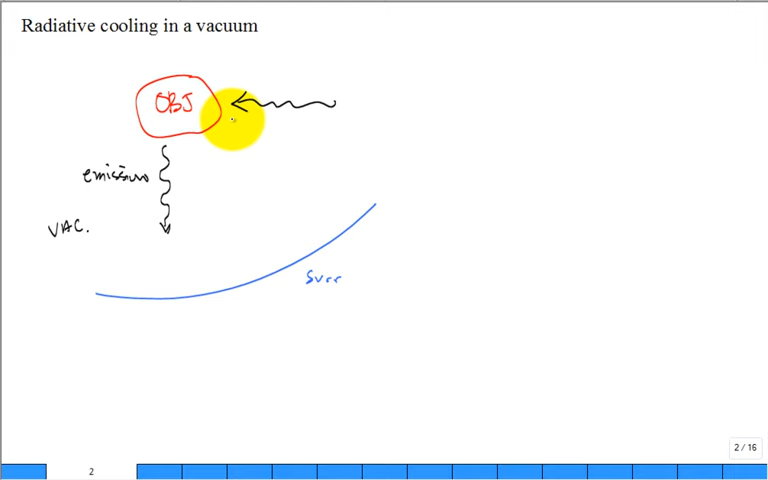 Radiative cooling in a vacuum
OBJ
emission
VAC.
Surr
2 / 16
2